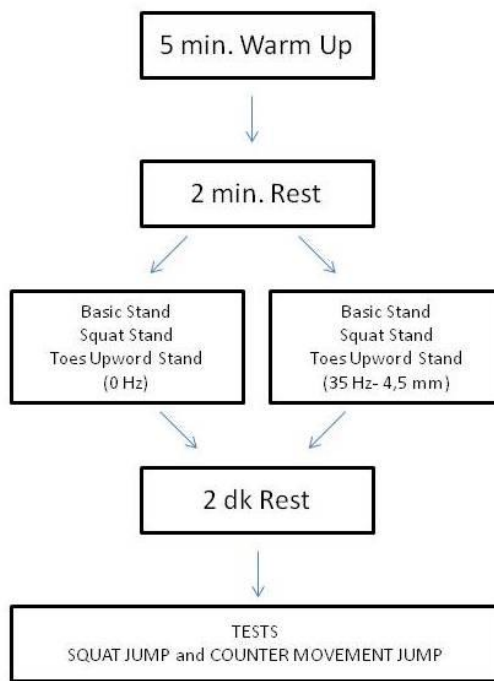 5 min. Warm Up
2 min. Rest
Basic Stand
Squat Stand
Toes Upword Stand
(0 Hz)
Basic Stand
Squat Stand
Toes Upword Stand
(35 Hz- 4,5 mm)
2 dk Rest
TESTS
SQUAT JUMP and COUNTER MOVEMENT JUMP